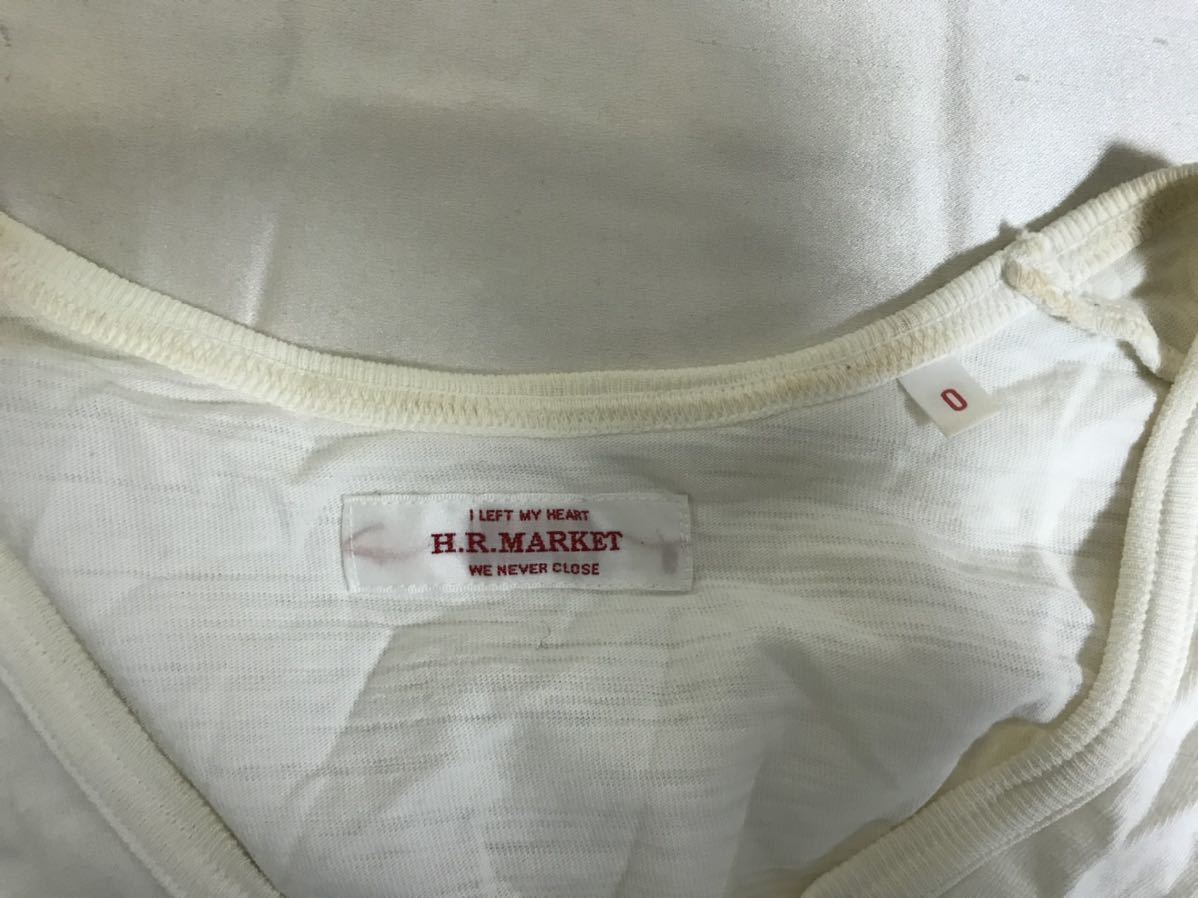 I LEFT MY HEART
H.R.MARKET
WE NEVER CLOSE
0